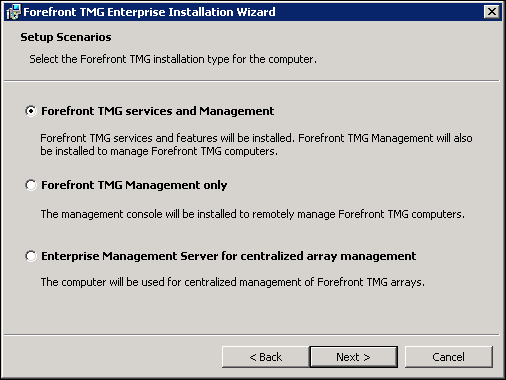 Forefront TMG Enterprise Installation Wizard
Setup Scenarios
Select the Forefront TMG installation type for the computer.
Forefront TMG services and Management
Forefront TMG services and features will be installed. Forefront TMG Management will also
be installed to manage Forefront TMG computers.
Forefront TMG Management only
The management console will be installed to remotely manage Forefront TMG computers.
Enterprise Management Server for centralized array management
The computer will be used for centralized management of Forefront TMG arrays.
< Back Next > Cancel